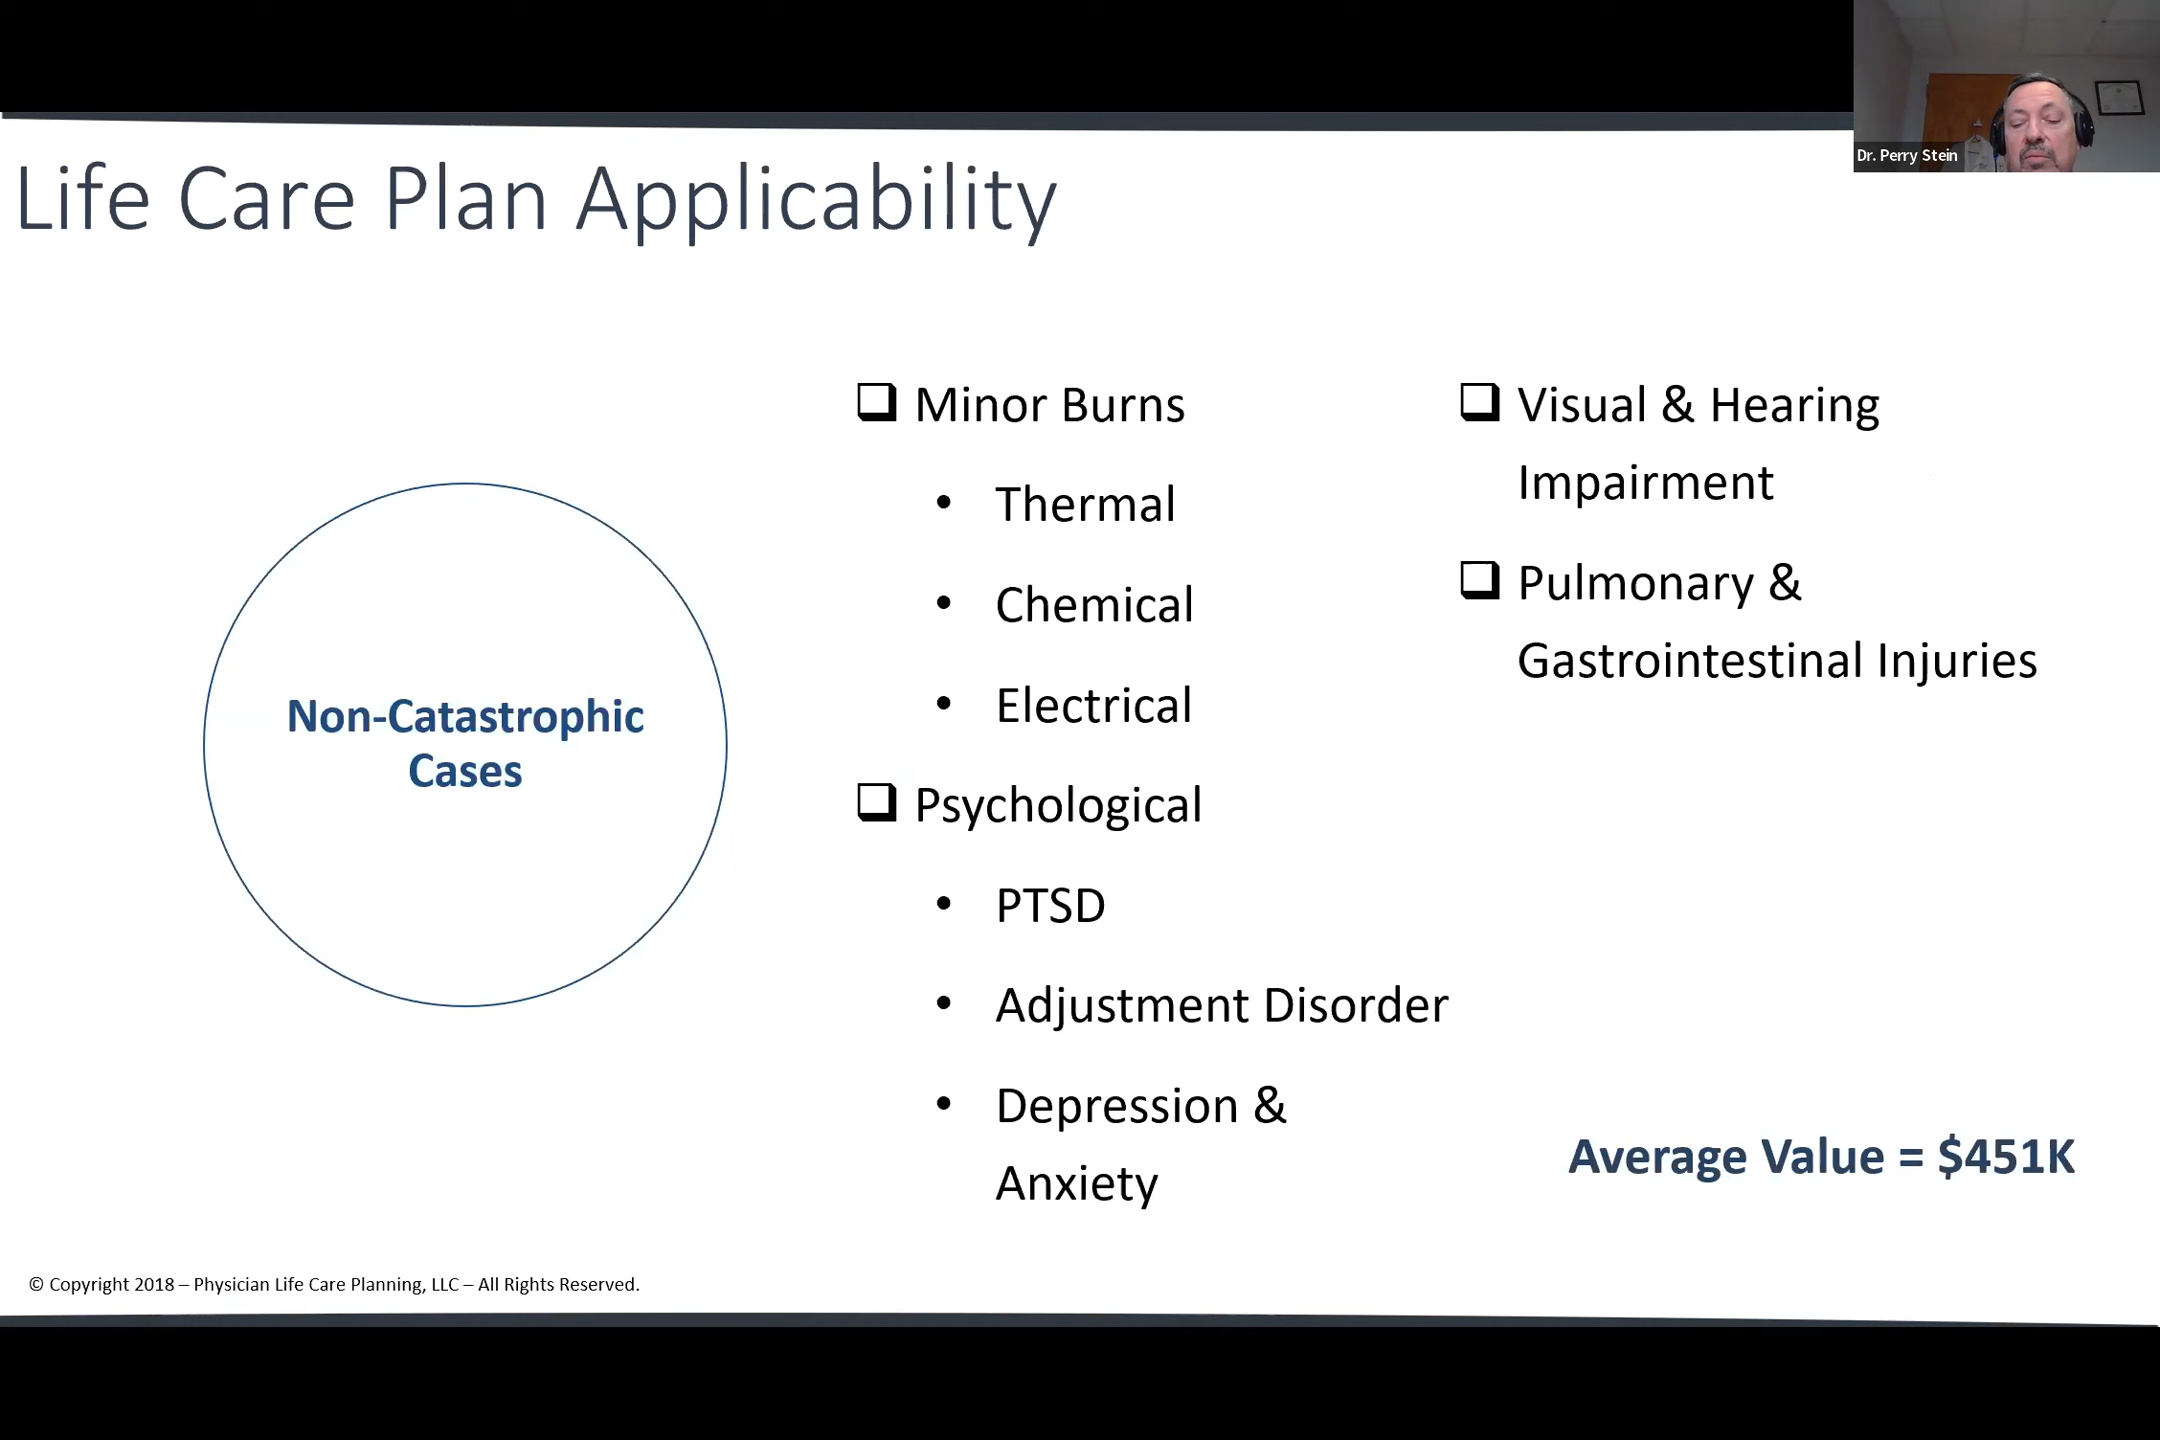 Dr. Perry Stein
Life Care Plan Applicability
Non-Catastrophic
Cases
❑ Minor Burns
• Thermal
• Chemical
• Electrical
❑ Psychological
• PTSD
• Adjustment Disorder
• Depression &
Anxiety
❑ Visual & Hearing
Impairment
❑ Pulmonary &
Gastrointestinal Injuries
Average Value = $451K
© Copyright 2018 – Physician Life Care Planning, LLC – All Rights Reserved.